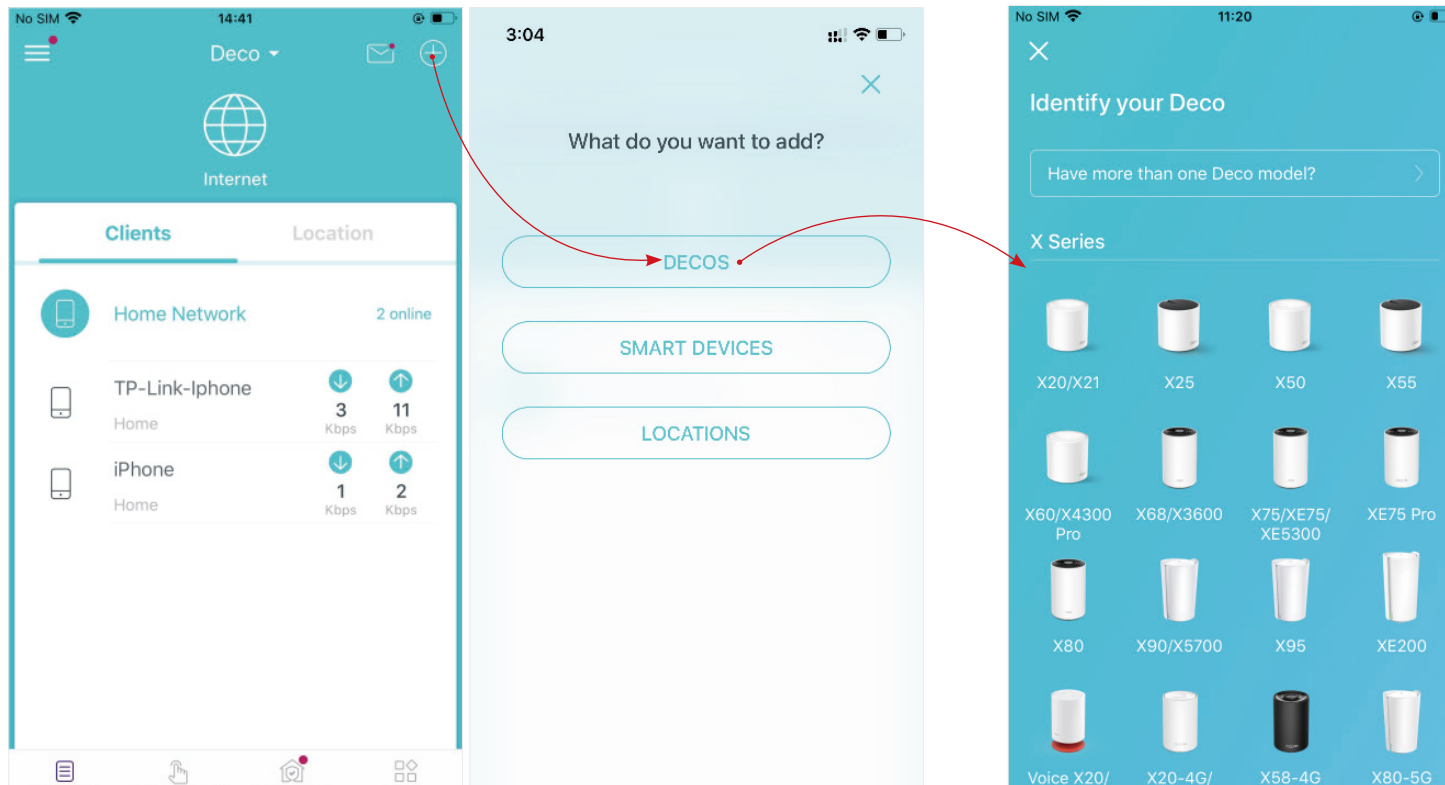 No SIM 14:41
Deco
Internet
Clients Location
Home Network 2 online
TP-Link-Iphone 3 11
Home Kbps Kbps
iPhone 1 2
Home Kbps Kbps
3:04
What do you want to add?
DECOS
SMART DEVICES
LOCATIONS
No SIM 11:20
Identify your Deco
Have more than one Deco model?
X Series
X20/X21 X25 X50 X55
X60/X4300 X68/X3600 X75/XE75/ XE75 Pro
Pro XE5300
X80 X90/X5700 X95 XE200
Voice X20/ X20-4G/ X58-4G X80-5G